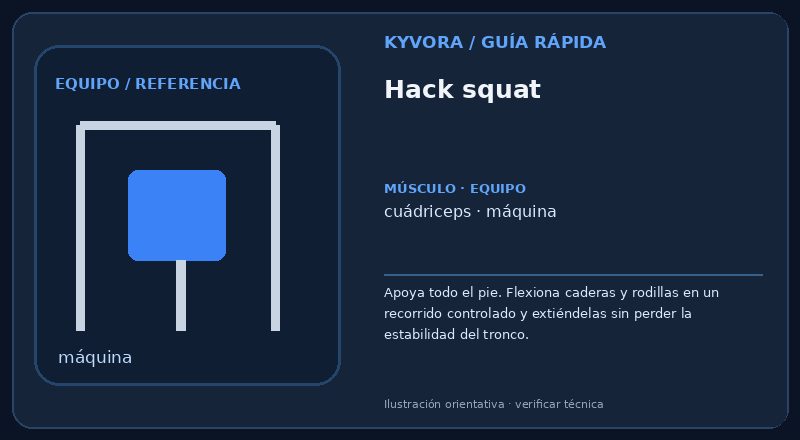 EQUIPO / REFERENCIA
máquina
KYVORA / GUÍA RÁPIDA
Hack squat
MÚSCULO · EQUIPO
cuádriceps · máquina
Apoya todo el pie. Flexiona caderas y rodillas en un
recorrido controlado y extiéndelas sin perder la
estabilidad del tronco.
Ilustración orientativa · verificar técnica